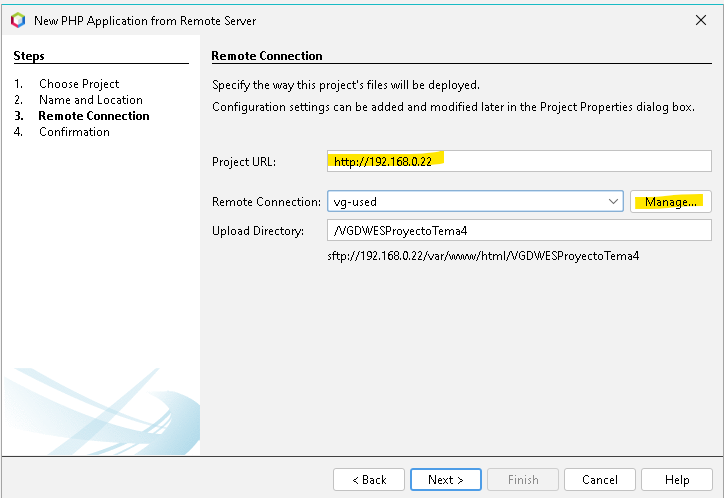 New PHP Application from Remote Server
Steps
1. Choose Project
2. Name and Location
3. Remote Connection
4. Confirmation
Remote Connection
Specify the way this project's files will be deployed.
Configuration settings can be added and modified later in the Project Properties dialog box.
Project URL: http://192.168.0.22
Remote Connection: vg-used Manage...
Upload Directory: /VGDWESProyectoTema4
sftp://192.168.0.22/var/www/html/VGDWESProyectoTema4
< Back Next > Finish Cancel Help